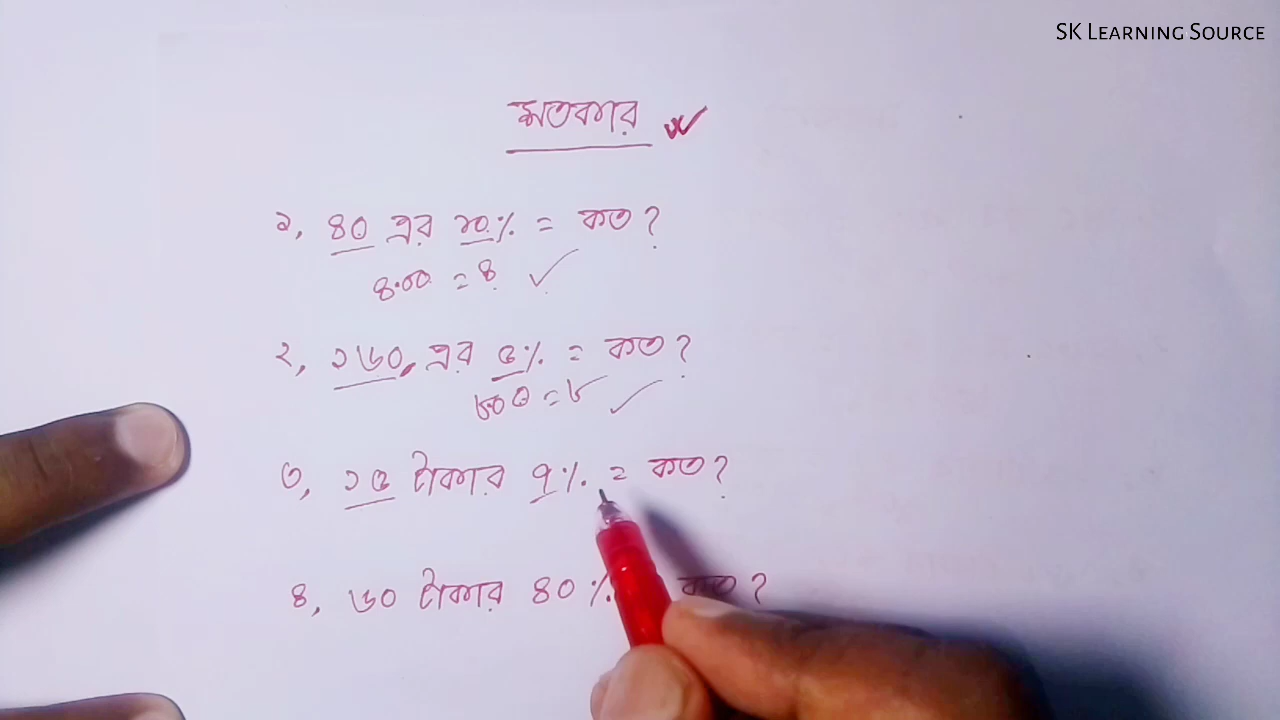 SK LEARNING SOURCE
শতকার
১, ৪০ এর ১০% = কত?
৪.০০ = ৪
২, ১৬০ এর ৫% = কত?
৮.০০ = ৮
৩, ১৫ টাকার ৭% = কত?
৪, ৬০ টাকার ৪০% কত?